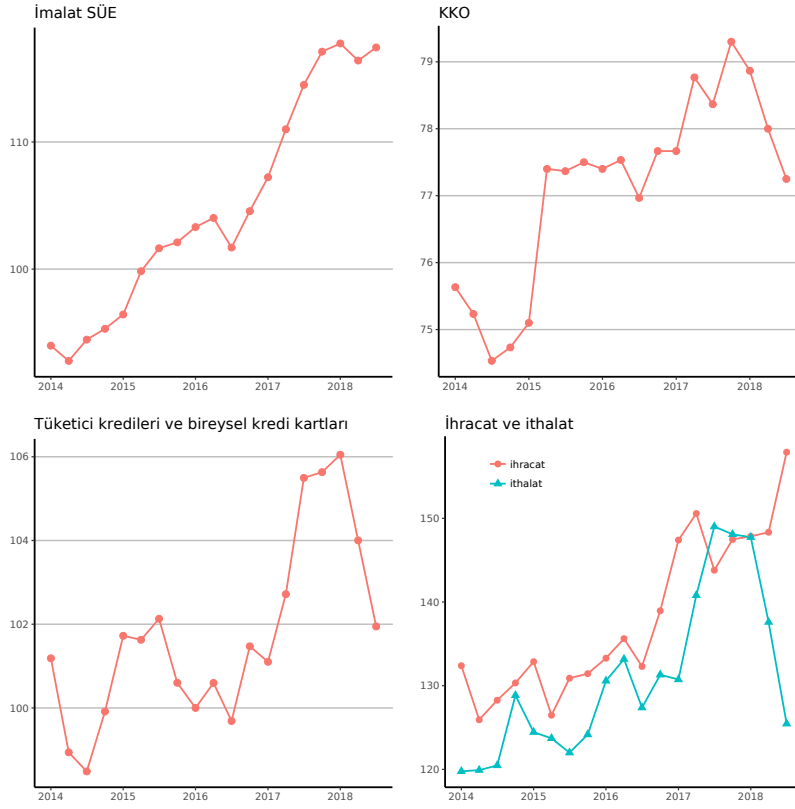 İmalat SÜE
110
100
2014 2015 2016 2017 2018
KKO
79
78
77
76
75
2014 2015 2016 2017 2018
Tüketici kredileri ve bireysel kredi kartları
106
104
102
100
2014 2015 2016 2017 2018
İhracat ve ithalat
ihracat
ithalat
150
140
130
120
2014 2015 2016 2017 2018